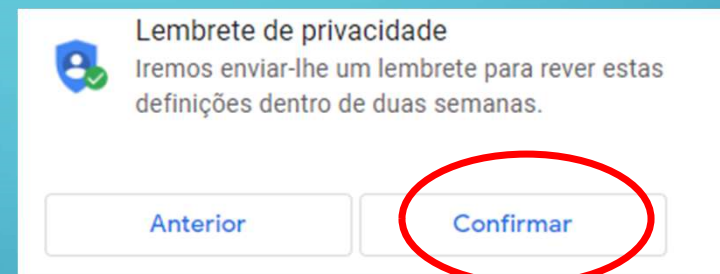 Lembrete de privacidade
Iremos enviar-lhe um lembrete para rever estas
definições dentro de duas semanas.
Anterior Confirmar